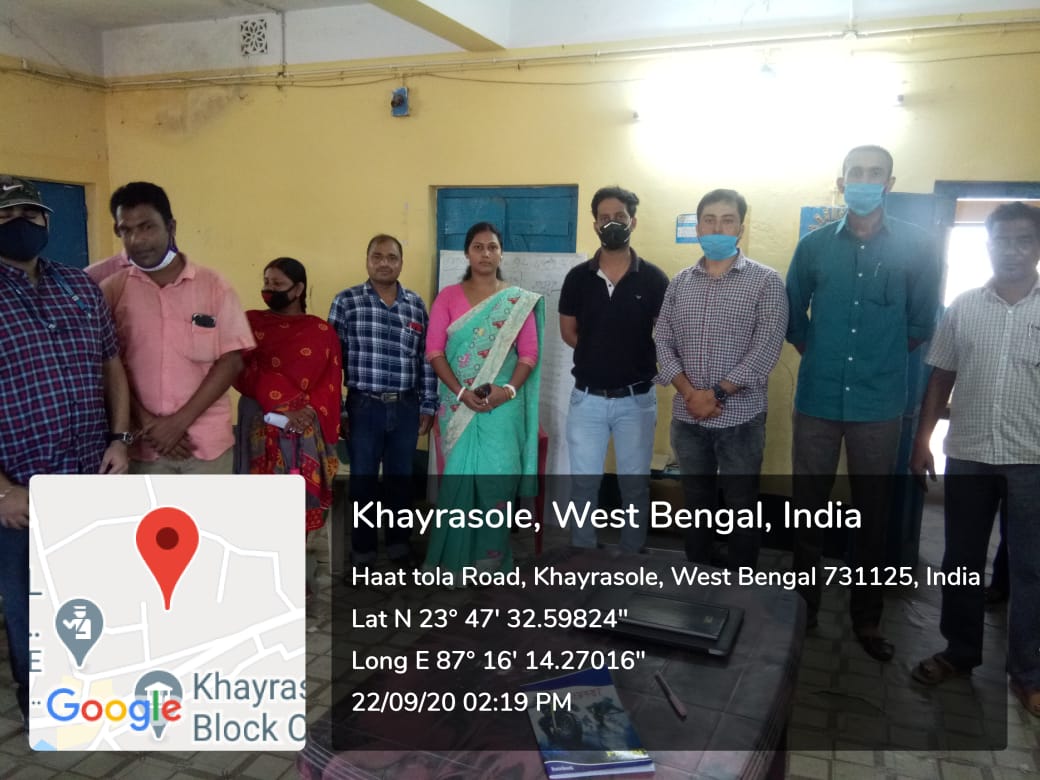 Khayrasole, West Bengal, India
Haat tola Road, Khayrasole, West Bengal 731125, India
Lat N 23° 47' 32.59824"
Long E 87° 16' 14.27016"
22/09/20 02:19 PM
L
..
E
..
Khayras
Block C
Google